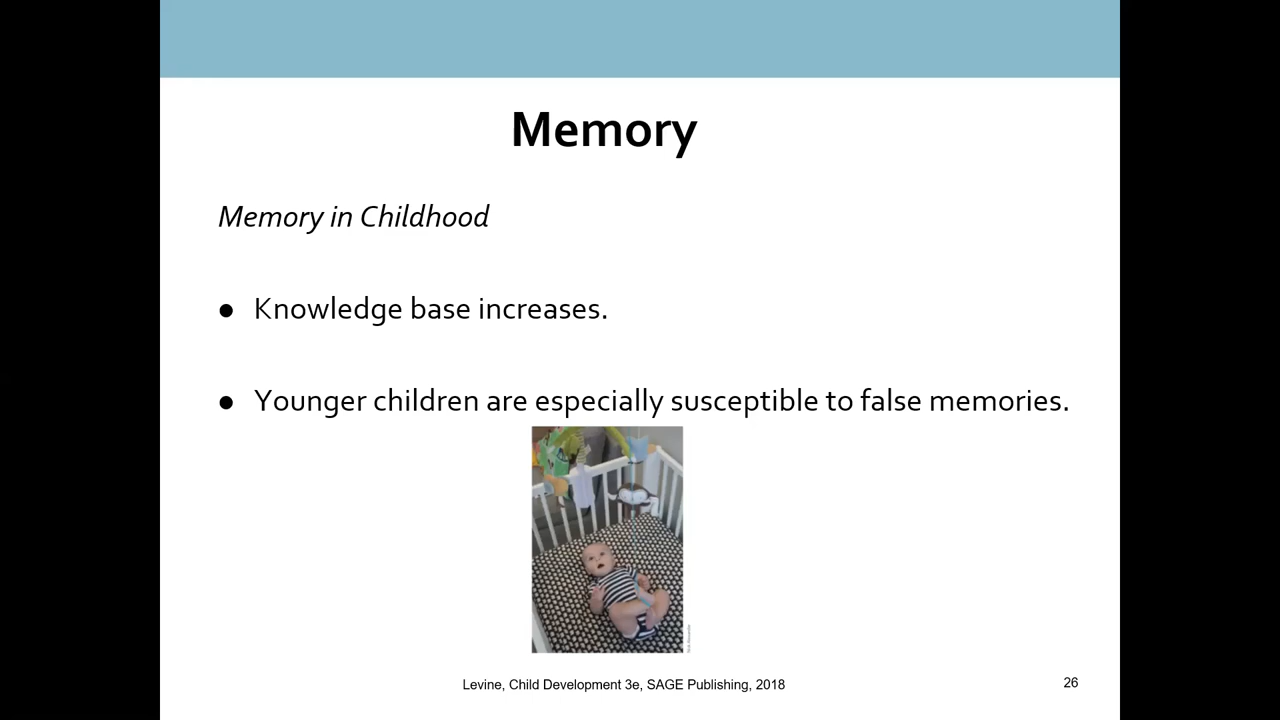 Memory
Memory in Childhood
● Knowledge base increases.
● Younger children are especially susceptible to false memories.
Levine, Child Development 3e, SAGE Publishing, 2018
26